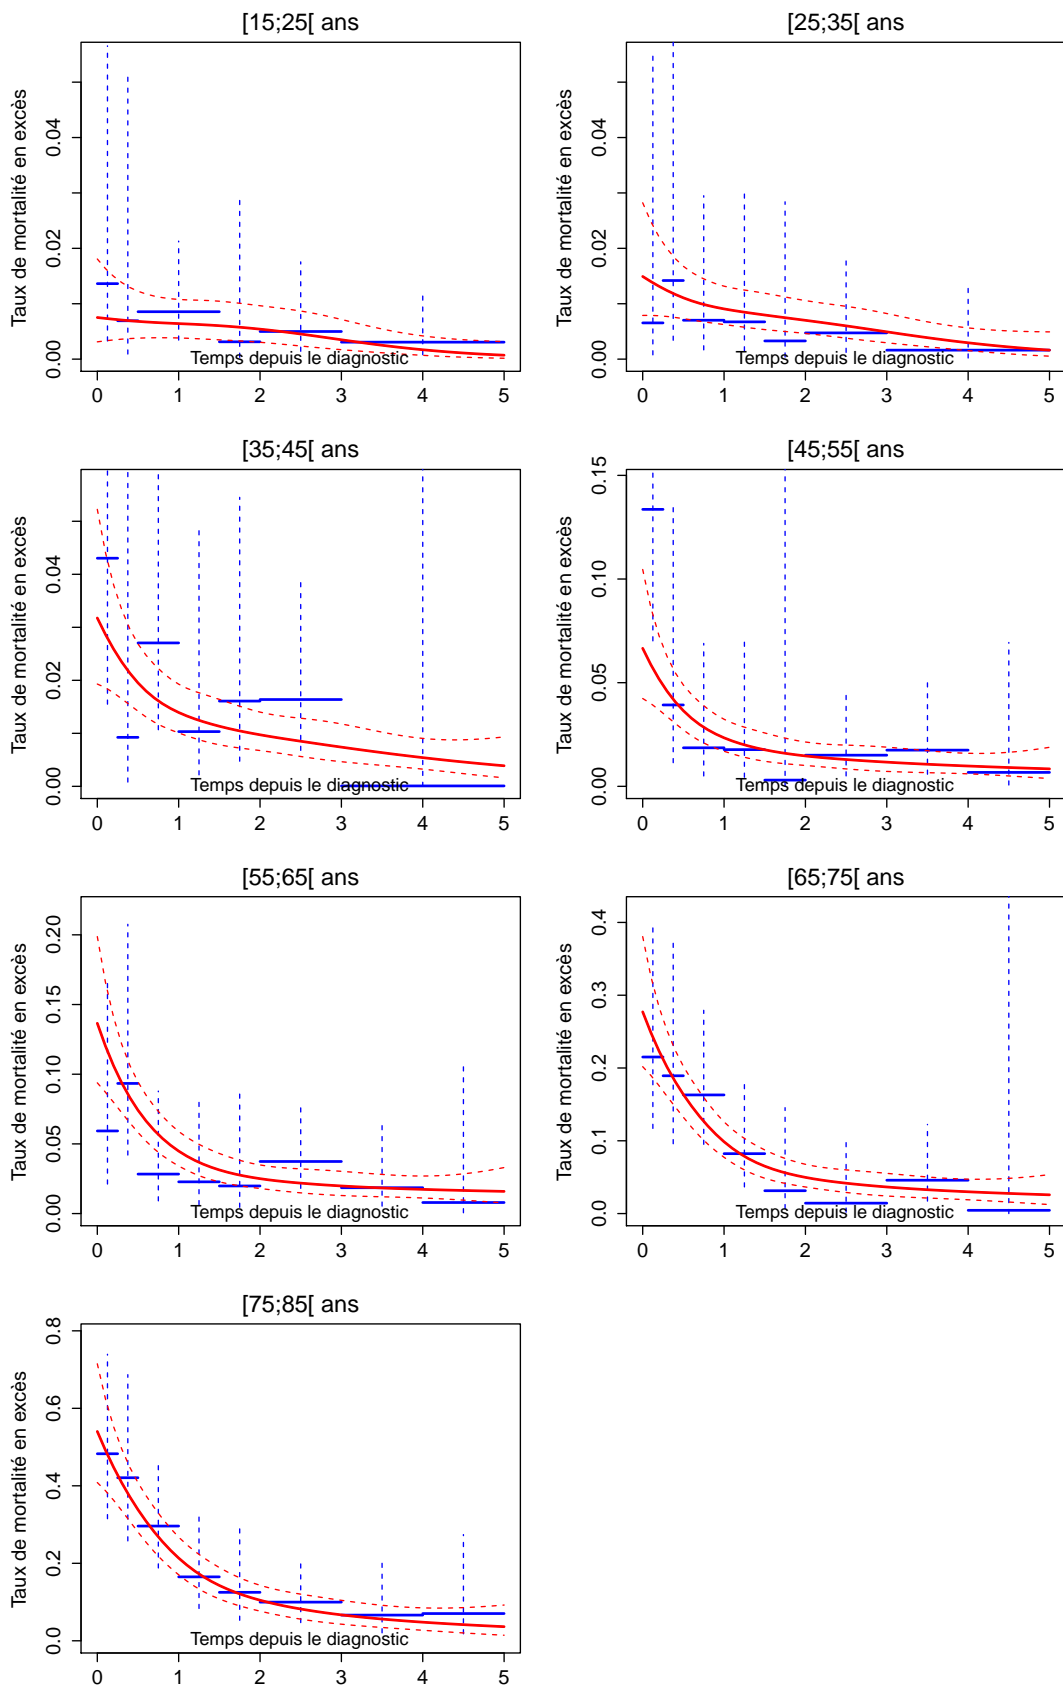 [15;25[ ans
Taux de mortalité en excès
0.00 0.02 0.04
Temps depuis le diagnostic
0 1 2 3 4 5
[25;35[ ans
Taux de mortalité en excès
0.00 0.02 0.04
Temps depuis le diagnostic
0 1 2 3 4 5
[35;45[ ans
Taux de mortalité en excès
0.00 0.02 0.04
Temps depuis le diagnostic
0 1 2 3 4 5
[45;55[ ans
Taux de mortalité en excès
0.00 0.05 0.10 0.15
Temps depuis le diagnostic
0 1 2 3 4 5
[55;65[ ans
Taux de mortalité en excès
0.00 0.05 0.10 0.15 0.20
Temps depuis le diagnostic
0 1 2 3 4 5
[65;75[ ans
Taux de mortalité en excès
0.0 0.1 0.2 0.3 0.4
Temps depuis le diagnostic
0 1 2 3 4 5
[75;85[ ans
Taux de mortalité en excès
0.0 0.2 0.4 0.6 0.8
Temps depuis le diagnostic
0 1 2 3 4 5